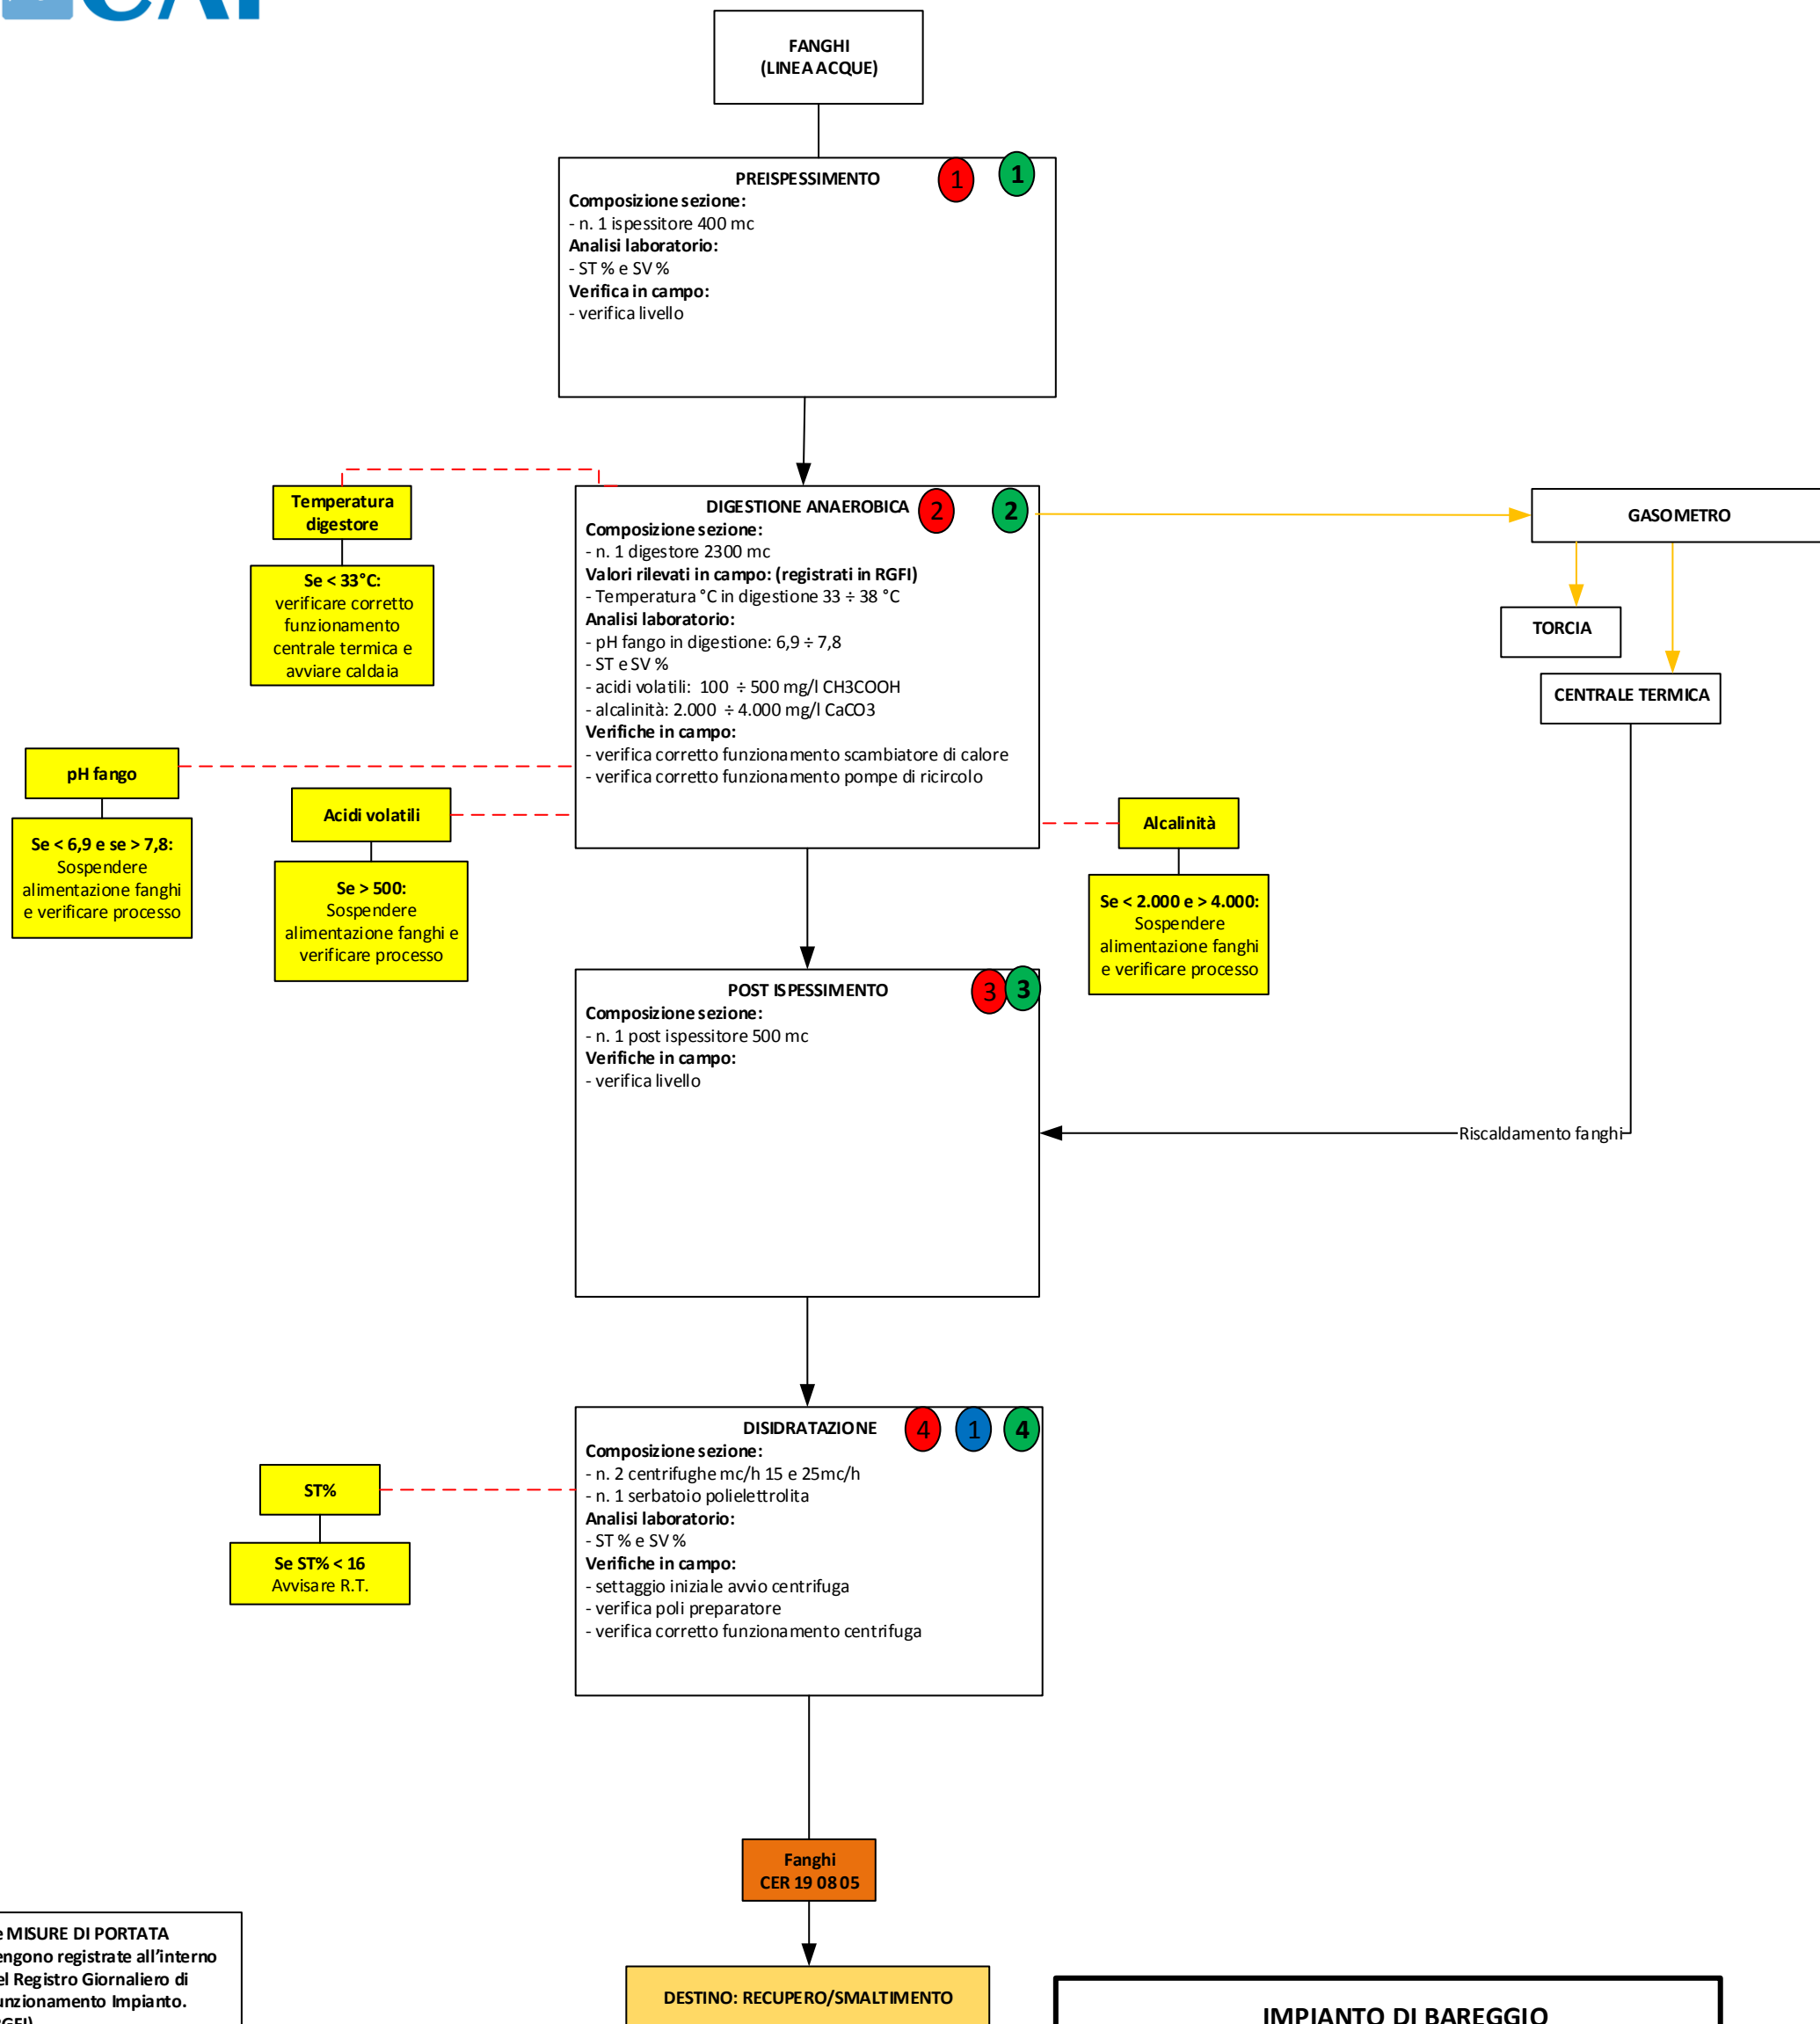 CAP
FANGHI
(LINEA ACQUE)
PREISPESSIMENTO
1
1
Composizione sezione:
- n. 1 ispessitore 400 mc
Analisi laboratorio:
- ST % e SV %
Verifica in campo:
- verifica livello
Temperatura
digestore
Se < 33°C:
verificare corretto
funzionamento
centrale termica e
avviare caldaia
DIGESTIONE ANAEROBICA
2
2
Composizione sezione:
- n. 1 digestore 2300 mc
Valori rilevati in campo: (registrati in RGFI)
- Temperatura °C in digestione 33 ÷ 38 °C
Analisi laboratorio:
- pH fango in digestione: 6,9 ÷ 7,8
- ST e SV %
- acidi volatili: 100 ÷ 500 mg/l CH3COOH
- alcalinità: 2.000 ÷ 4.000 mg/l CaCO3
Verifiche in campo:
- verifica corretto funzionamento scambiatore di calore
- verifica corretto funzionamento pompe di ricircolo
GASOMETRO
TORCIA
CENTRALE TERMICA
pH fango
Se < 6,9 e se > 7,8:
Sospendere
alimentazione fanghi
e verificare processo
Acidi volatili
Se > 500:
Sospendere
alimentazione fanghi e
verificare processo
Alcalinità
Se < 2.000 e > 4.000:
Sospendere
alimentazione fanghi
e verificare processo
POST ISPESSIMENTO
3
3
Composizione sezione:
- n. 1 post ispessitore 500 mc
Verifiche in campo:
- verifica livello
Riscaldamento fanghi
DISIDRATAZIONE
4
1
4
Composizione sezione:
- n. 2 centrifughe mc/h 15 e 25mc/h
- n. 1 serbatoio polielettrolita
Analisi laboratorio:
- ST % e SV %
Verifiche in campo:
- settaggio iniziale avvio centrifuga
- verifica poli preparatore
- verifica corretto funzionamento centrifuga
ST%
Se ST% < 16
Avvisare R.T.
Fanghi
CER 19 08 05
e MISURE DI PORTATA
engono registrate all’interno
el Registro Giornaliero di
unzionamento Impianto.
RGFI)
DESTINO: RECUPERO/SMALTIMENTO
IMPIANTO DI BAREGGIO